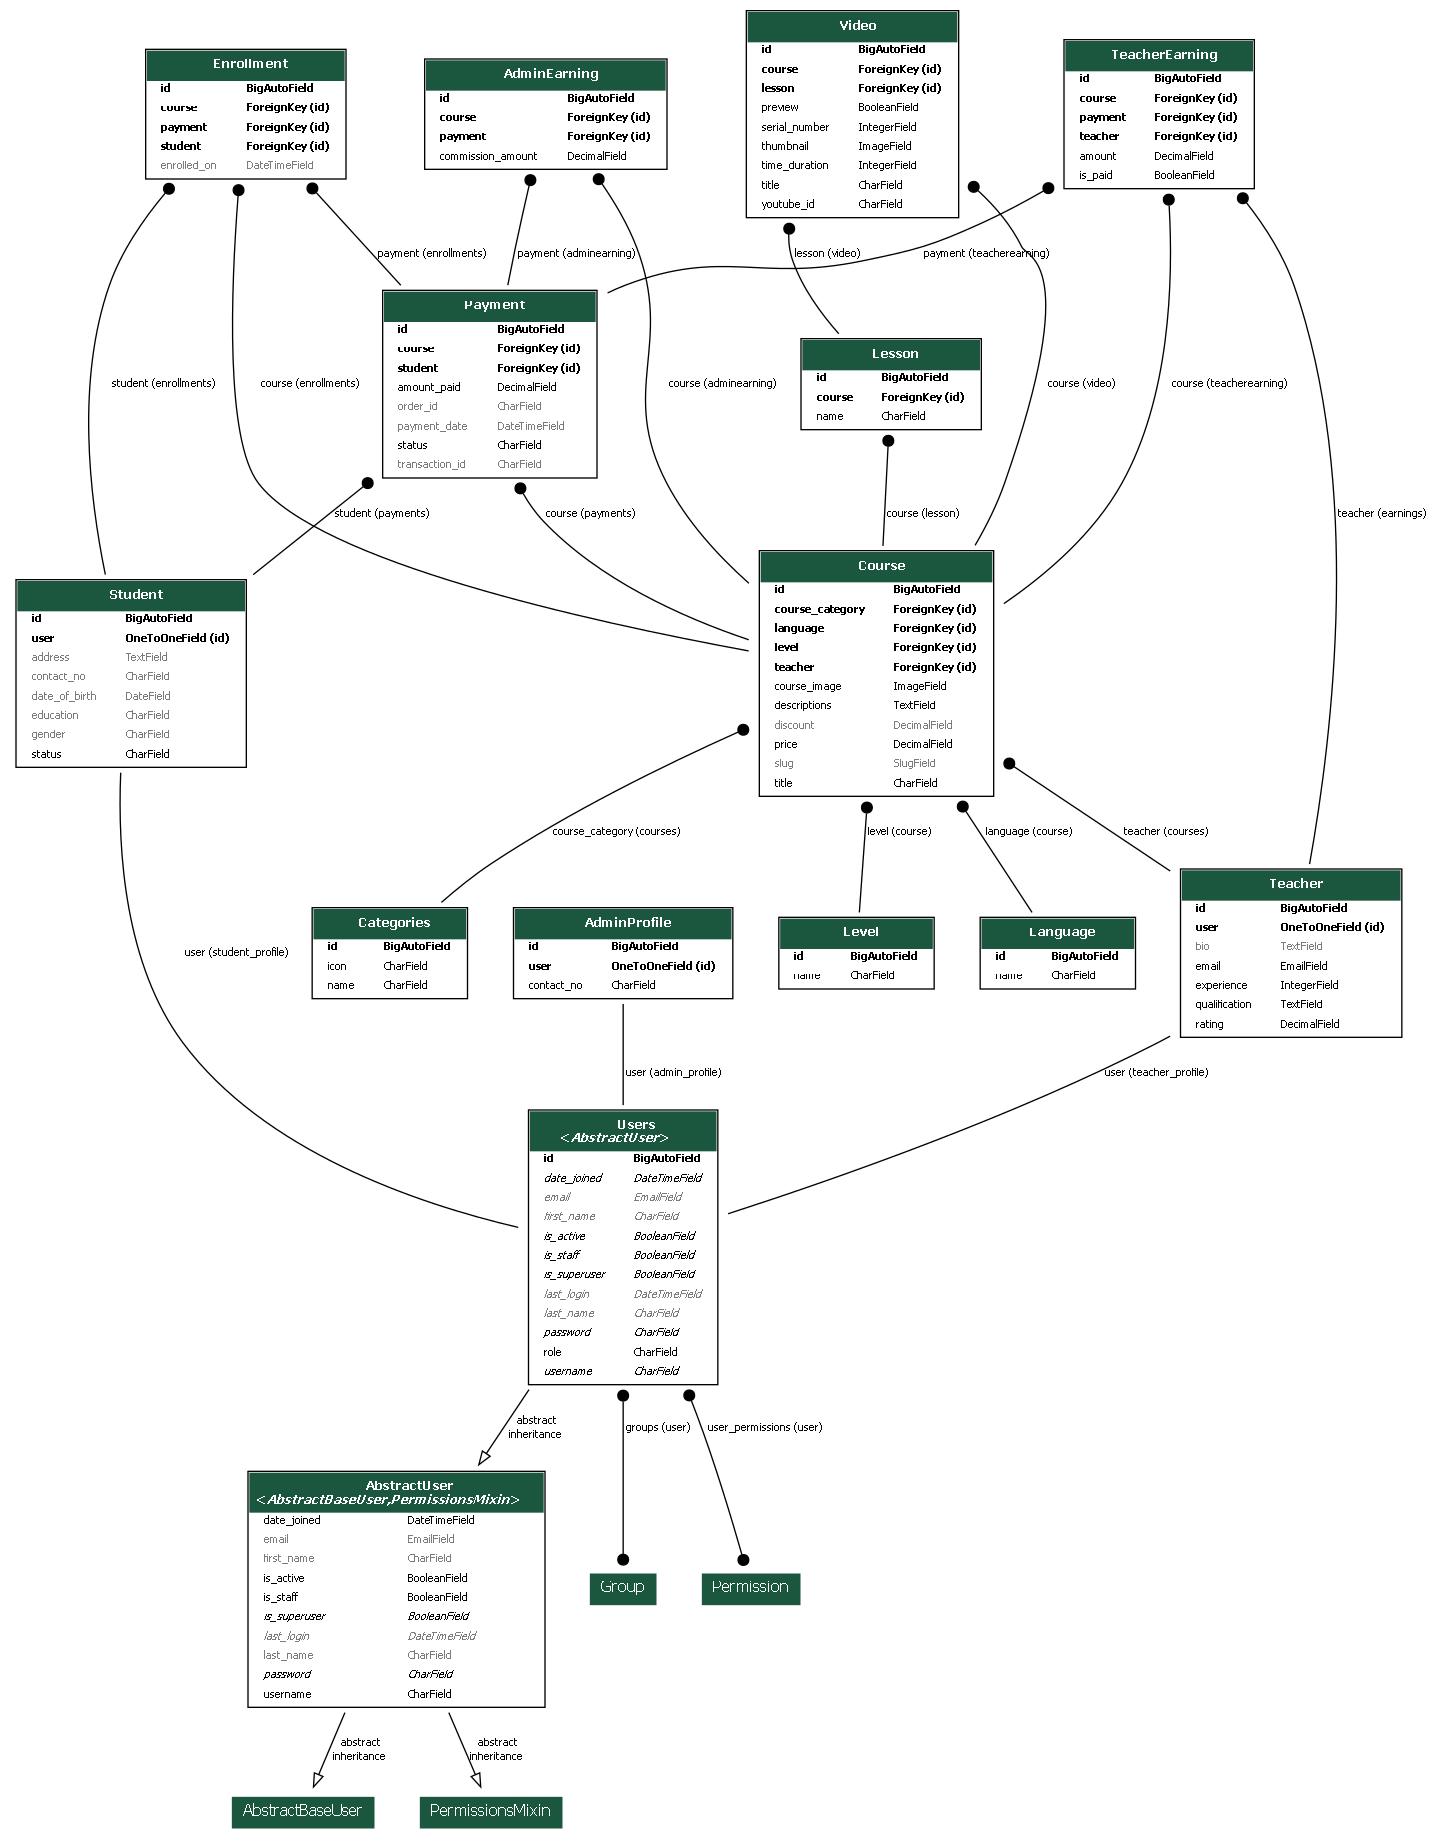 Enrollment
id BigAutoField
course ForeignKey (id)
payment ForeignKey (id)
student ForeignKey (id)
enrolled_on DateTimeField
AdminEarning
id BigAutoField
course ForeignKey (id)
payment ForeignKey (id)
commission_amount DecimalField
Video
id BigAutoField
course ForeignKey (id)
lesson ForeignKey (id)
preview BooleanField
serial_number IntegerField
thumbnail ImageField
time_duration IntegerField
title CharField
youtube_id CharField
TeacherEarning
id BigAutoField
course ForeignKey (id)
payment ForeignKey (id)
teacher ForeignKey (id)
amount DecimalField
is_paid BooleanField
payment (enrollments)
payment (adminearning)
lesson (video)
payment (teacherearning)
Payment
id BigAutoField
course ForeignKey (id)
student ForeignKey (id)
amount_paid DecimalField
order_id CharField
payment_date DateTimeField
status CharField
transaction_id CharField
Lesson
id BigAutoField
course ForeignKey (id)
name CharField
student (enrollments)
course (enrollments)
course (adminearning)
course (video)
course (teacherearning)
student (payments)
course (payments)
course (lesson)
teacher (earnings)
Student
id BigAutoField
user OneToOneField (id)
address TextField
contact_no CharField
date_of_birth DateField
education CharField
gender CharField
status CharField
Course
id BigAutoField
course_category ForeignKey (id)
language ForeignKey (id)
level ForeignKey (id)
teacher ForeignKey (id)
course_image ImageField
descriptions TextField
discount DecimalField
price DecimalField
slug SlugField
title CharField
course_category (courses)
level (course)
language (course)
teacher (courses)
user (student_profile)
Categories
id BigAutoField
icon CharField
name CharField
AdminProfile
id BigAutoField
user OneToOneField (id)
contact_no CharField
Level
id BigAutoField
name CharField
Language
id BigAutoField
name CharField
Teacher
id BigAutoField
user OneToOneField (id)
bio TextField
email EmailField
experience IntegerField
qualification TextField
rating DecimalField
user (admin_profile)
user (teacher_profile)
Users
<AbstractUser>
id BigAutoField
date_joined DateTimeField
email EmailField
first_name CharField
is_active BooleanField
is_staff BooleanField
is_superuser BooleanField
last_login DateTimeField
last_name CharField
password CharField
role CharField
username CharField
abstract
inheritance
groups (user)
user_permissions (user)
AbstractUser
<AbstractBaseUser,PermissionsMixin>
date_joined DateTimeField
email EmailField
first_name CharField
is_active BooleanField
is_staff BooleanField
is_superuser BooleanField
last_login DateTimeField
last_name CharField
password CharField
username CharField
Group
Permission
abstract
inheritance
abstract
inheritance
AbstractBaseUser
PermissionsMixin